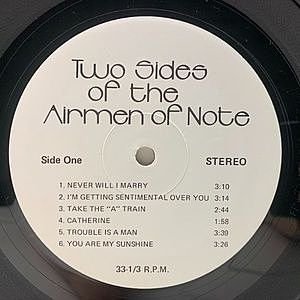 Two Sides
of the
Airmen of Note
Side One STEREO
1. NEVER WILL I MARRY 3:10
2. I'M GETTING SENTIMENTAL OVER YOU 3:14
3. TAKE THE "A" TRAIN 2:44
4. CATHERINE 1:58
5. TROUBLE IS A MAN 3:39
6. YOU ARE MY SUNSHINE 3:26
33-1/3 R.P.M.